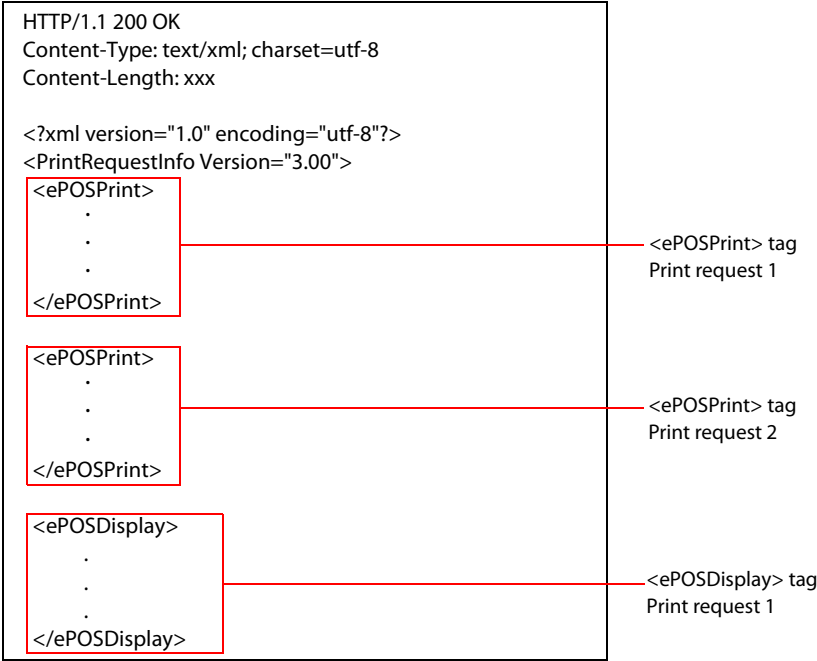 HTTP/1.1 200 OK
Content-Type: text/xml; charset=utf-8
Content-Length: xxx
<?xml version="1.0" encoding="utf-8"?>
<PrintRequestInfo Version="3.00">
<ePOSPrint>
.
.
.
</ePOSPrint>
<ePOSPrint> tag
Print request 1
<ePOSPrint>
.
.
.
</ePOSPrint>
<ePOSPrint> tag
Print request 2
<ePOSDisplay>
.
.
.
</ePOSDisplay>
<ePOSDisplay> tag
Print request 1